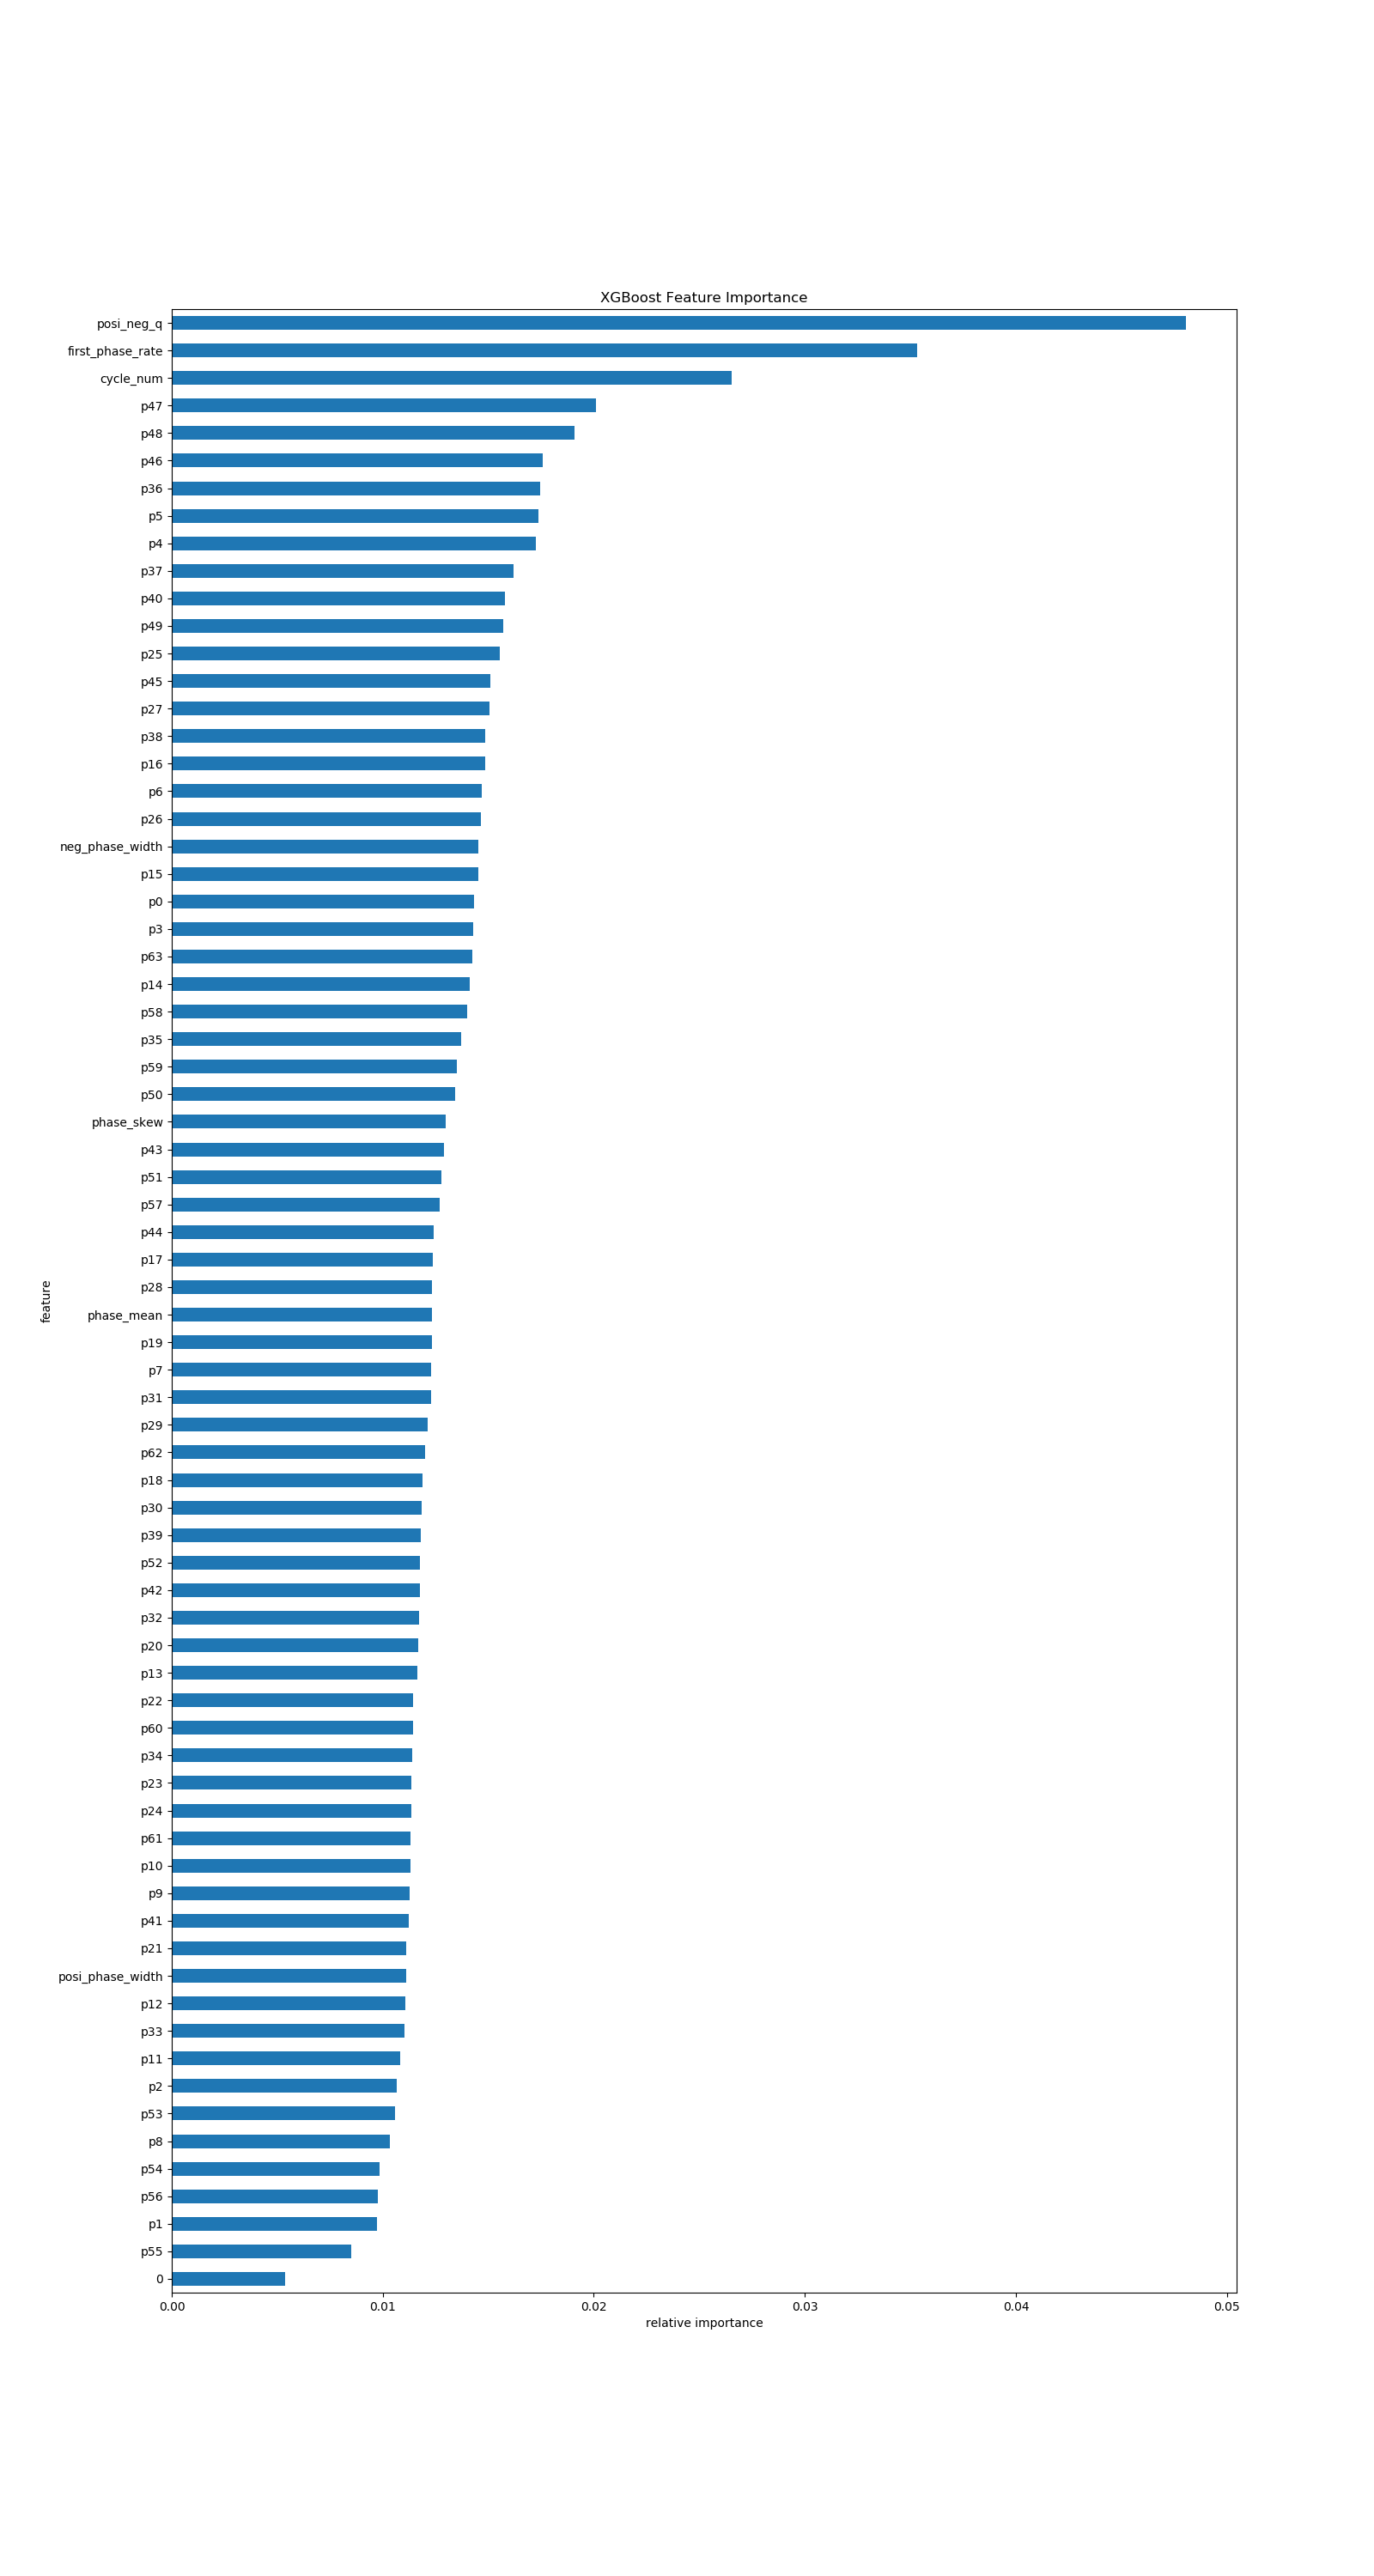 XGBoost Feature Importance
posi_neg_q
first_phase_rate
cycle_num
p47
p48
p46
p36
p5
p4
p37
p40
p49
p25
p45
p27
p38
p16
p6
p26
neg_phase_width
p15
p0
p3
p63
p14
p58
p35
p59
p50
phase_skew
p43
p51
p57
p44
p17
p28
phase_mean
p19
p7
p31
p29
p62
p18
p30
p39
p52
p42
p32
p20
p13
p22
p60
p34
p23
p24
p61
p10
p9
p41
p21
posi_phase_width
p12
p33
p11
p2
p53
p8
p54
p56
p1
p55
0
feature
0.00 0.01 0.02 0.03 0.04 0.05
relative importance